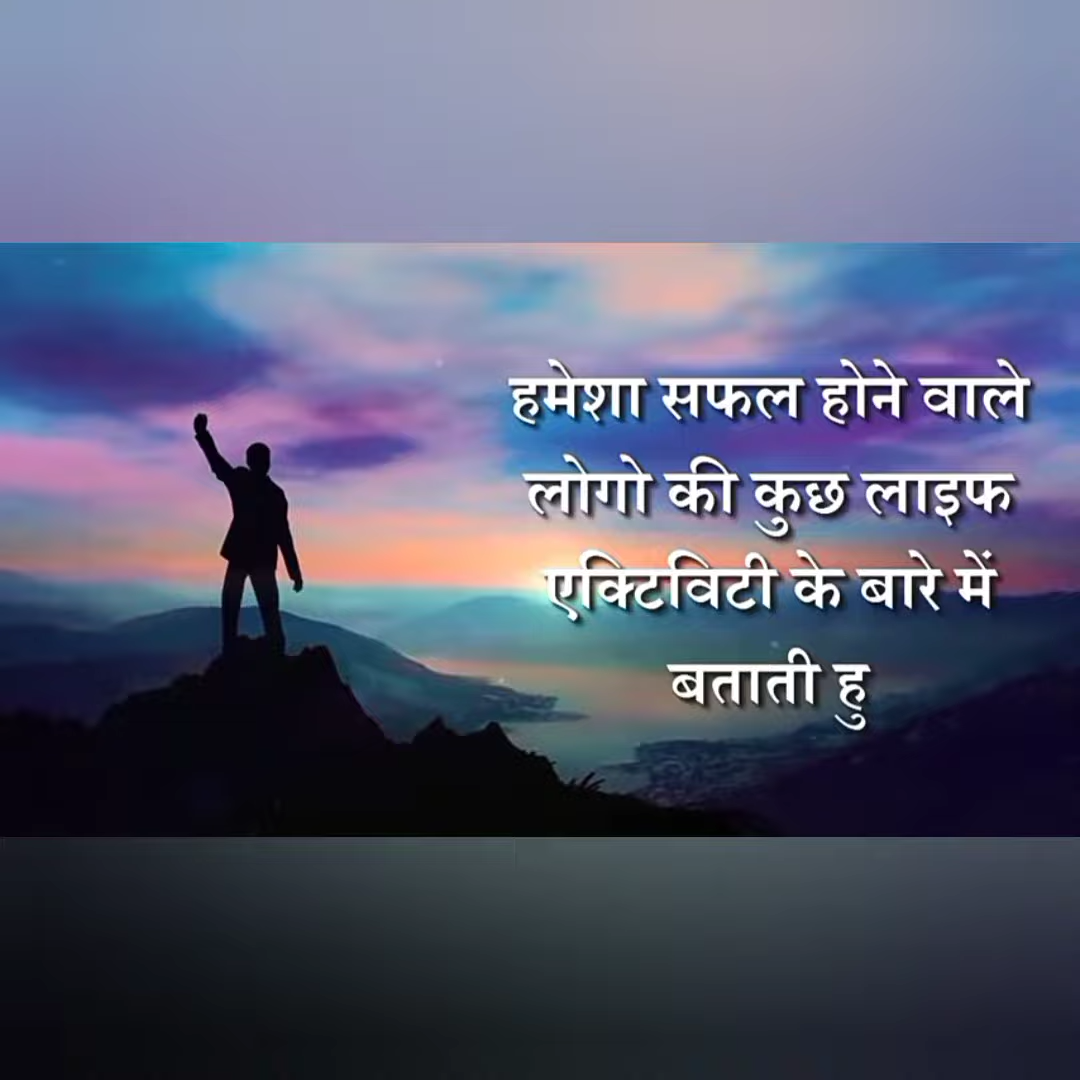 हमेशा सफल होने वाले
लोगो की कुछ लाइफ
एक्टिविटी के बारे में
बताती हु